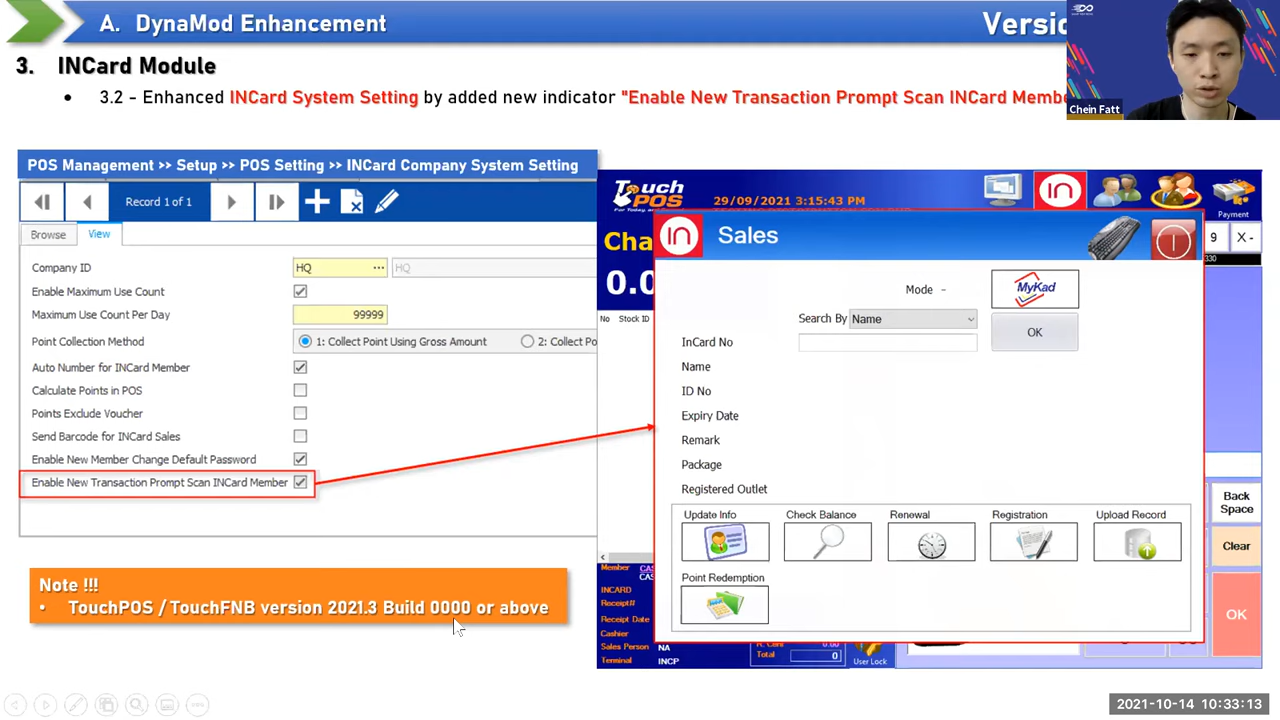 A. DynaMod Enhancement
Versio
3. INCard Module
• 3.2 - Enhanced INCard System Setting by added new indicator "Enable New Transaction Prompt Scan INCard Membe
Chein Fatt
POS Management >> Setup >> POS Setting >> INCard Company System Setting
Record 1 of 1
Browse
View
Company ID
HQ
...
HQ
Enable Maximum Use Count
Maximum Use Count Per Day
99999
Point Collection Method
1: Collect Point Using Gross Amount
2: Collect Po
Auto Number for INCard Member
Calculate Points in POS
Points Exclude Voucher
Send Barcode for INCard Sales
Enable New Member Change Default Password
Enable New Transaction Prompt Scan INCard Member
Note !!!
• TouchPOS / TouchFNB version 2021.3 Build 0000 or above
Touch POS
29/09/2021 3:15:43 PM
in
Payment
Cha
0.0
No Stock ID
9
X-
330
in
Sales
Mode -
MyKad
Search By
Name
OK
InCard No
Name
ID No
Expiry Date
Remark
Package
Registered Outlet
Update Info
Check Balance
Renewal
Registration
Upload Record
Point Redemption
Back Space
Clear
OK
Member
CAS
INCARD
Receipt#
Receipt Date
Cashier
Sales Person
NA
Terminal
INCP
Total
0
User Lock
2021-10-14 10:33:13